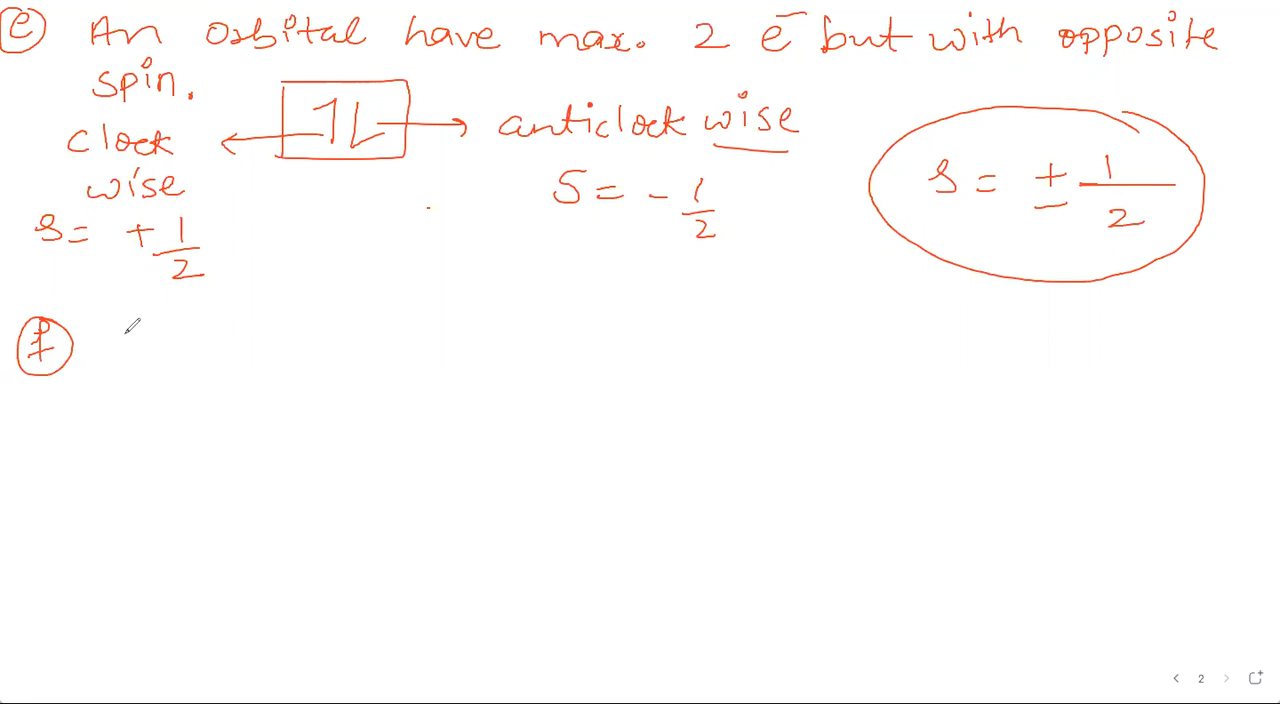 (e) An orbital have max. 2 e⁻ but with opposite
spin.
clock
wise
s = + 1/2
1L
anticlock wise
S = - 1/2
s = ± 1/2
(f)
2